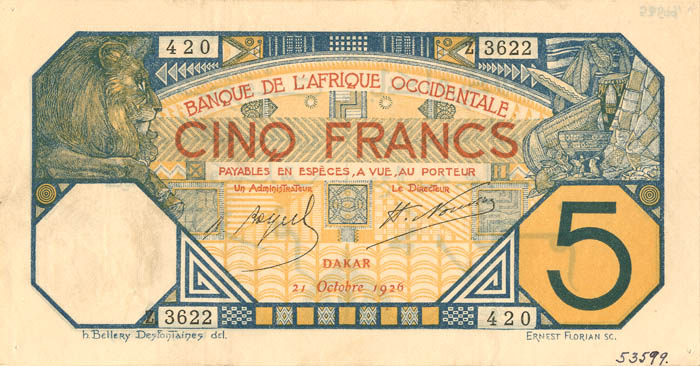 420 Z 3622
BANQUE DE L'AFRIQUE OCCIDENTALE
CINQ FRANCS
PAYABLES EN ESPÈCES, A VUE, AU PORTEUR
Un Administrateur Le Directeur
DAKAR
21 Octobre 1926
5
Z 3622 420
h. Bellery Desfontaines del. ERNEST FLORIAN SC.
53599.